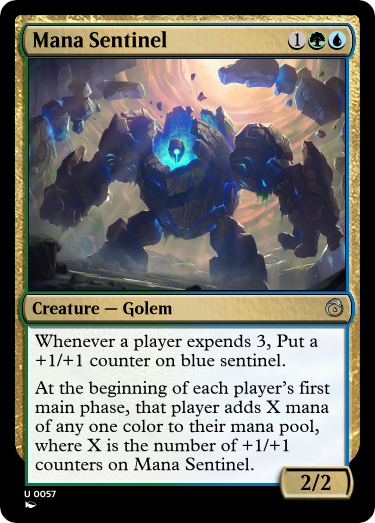 Mana Sentinel 1
Creature — Golem
Whenever a player expends 3, Put a
+1/+1 counter on blue sentinel.
At the beginning of each player's first
main phase, that player adds X mana
of any one color to their mana pool,
where X is the number of +1/+1
counters on Mana Sentinel.
2/2
U 0057